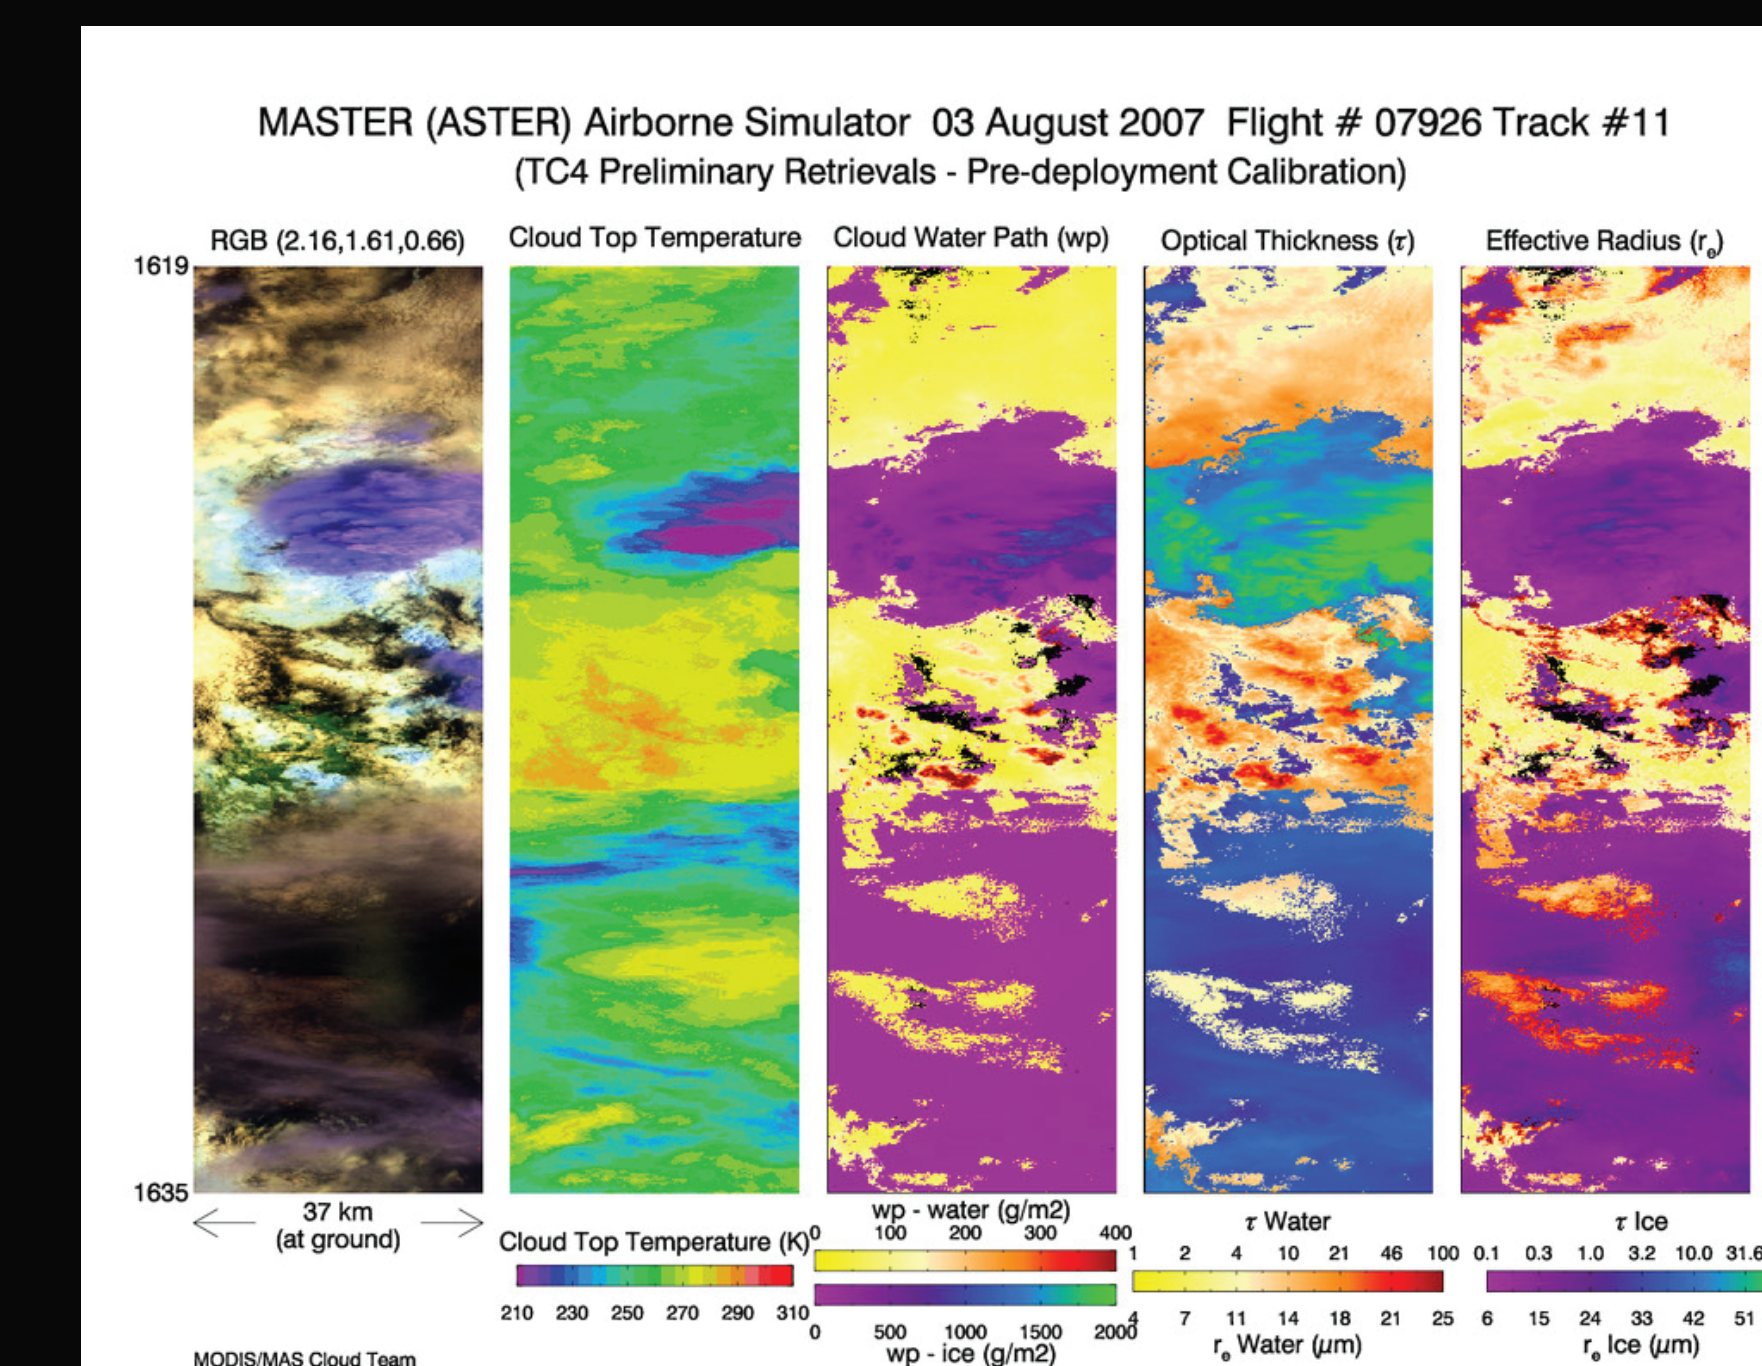 MASTER (ASTER) Airborne Simulator 03 August 2007 Flight # 07926 Track #11
(TC4 Preliminary Retrievals - Pre-deployment Calibration)
RGB (2.16,1.61,0.66) Cloud Top Temperature Cloud Water Path (wp) Optical Thickness (τ) Effective Radius (re)
1619
1635
37 km
(at ground)
Cloud Top Temperature (K)
210 230 250 270 290 310
wp - water (g/m2)
0 100 200 300 400
0 500 1000 1500 2000
wp - ice (g/m2)
τ Water
1 2 4 10 21 46 100
4 7 11 14 18 21 25
re Water (μm)
τ Ice
0.1 0.3 1.0 3.2 10.0 31.6
6 15 24 33 42 51
re Ice (μm)
MODIS/MAS Cloud Team